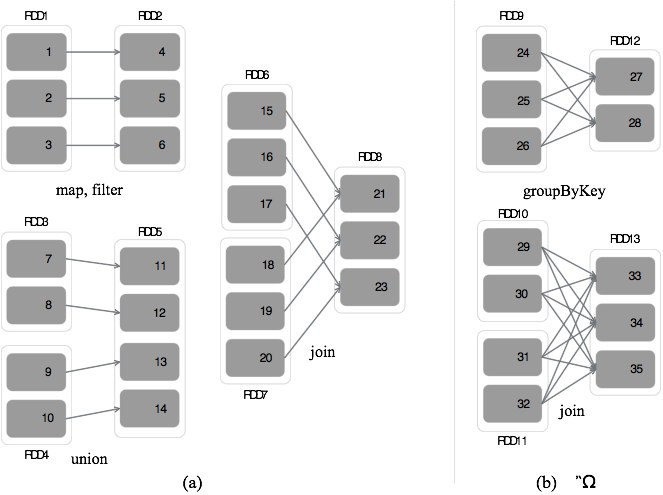 RDD1 RDD2
1 4
2 5
3 6
map, filter
RDD3 RDD5
7 11
8 12
9 13
10 14
RDD4
union
RDD6
15
16
17
RDD8
21
22
23
18
19
20
RDD7
join
(a)
RDD9 RDD12
24 27
25 28
26
groupByKey
RDD10 RDD13
29 33
30 34
31 35
32
RDD11
join
(b) "Ω